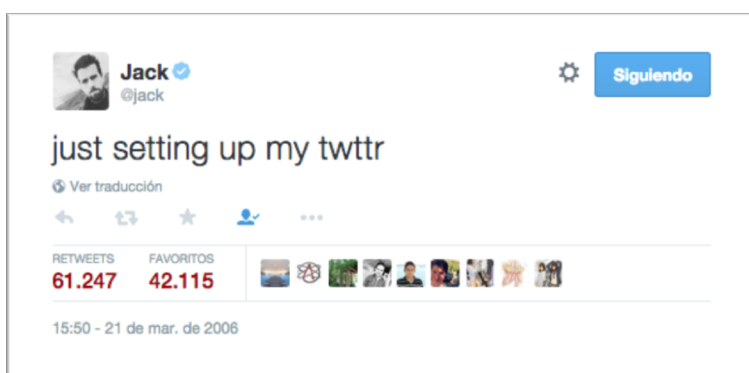 Jack
@jack
Siguiendo
just setting up my twttr
Ver traducción
RETWEETS FAVORITOS
61.247 42.115
15:50 - 21 de mar. de 2006